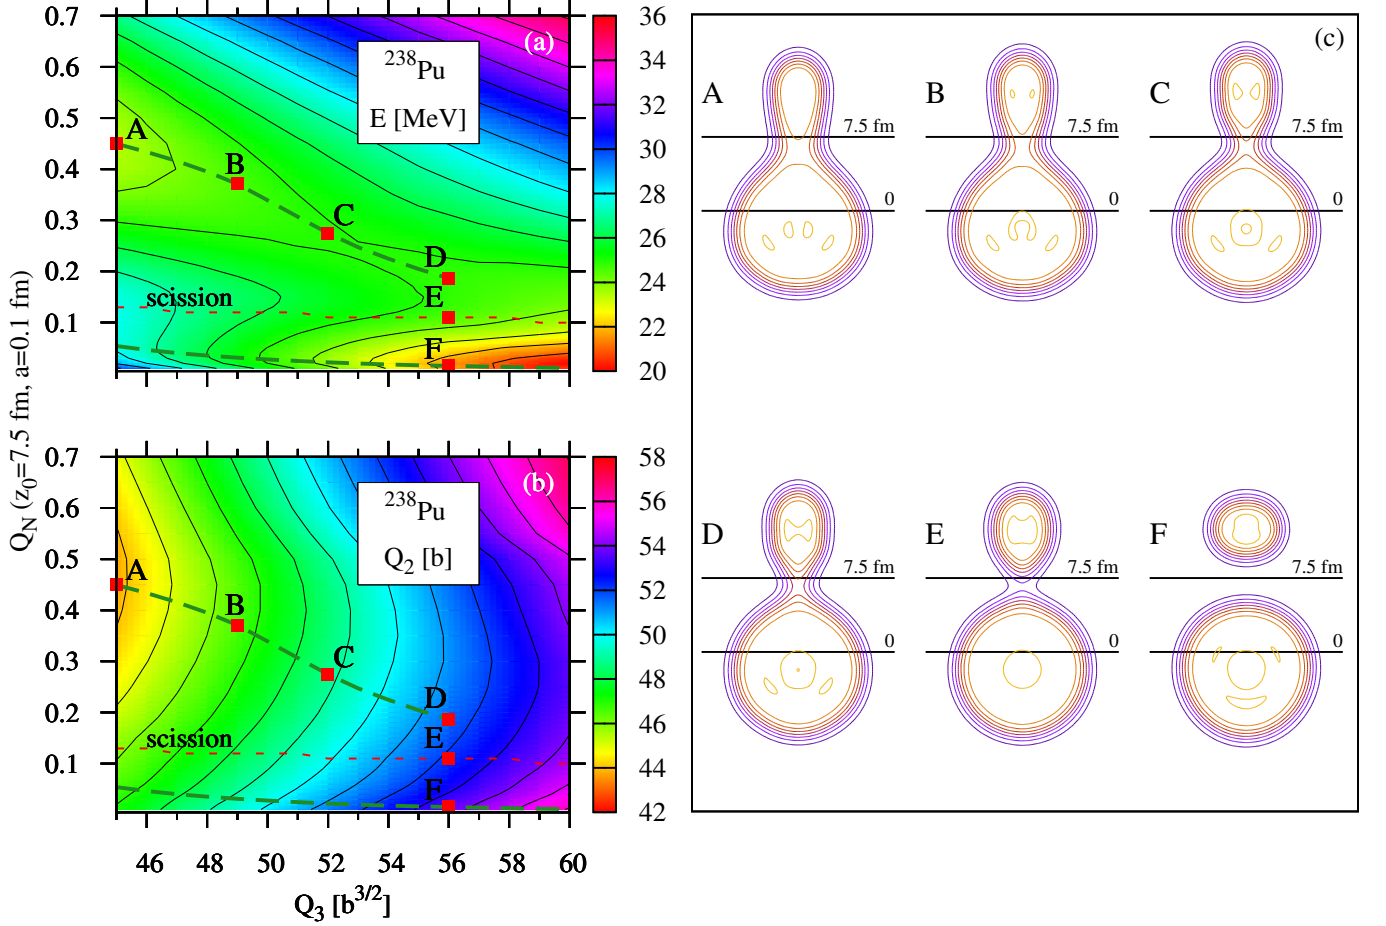 Q_N (z_0=7.5 fm, a=0.1 fm)
0.7
0.6
0.5
0.4
0.3
0.2
0.1
(a)
²³⁸Pu
E [MeV]
A
B
C
D
E
F
scission
36
34
32
30
28
26
24
22
20
0.7
0.6
0.5
0.4
0.3
0.2
0.1
(b)
²³⁸Pu
Q₂ [b]
A
B
C
D
E
F
scission
58
56
54
52
50
48
46
44
42
46 48 50 52 54 56 58 60
Q₃ [b^{3/2}]
(c)
A
7.5 fm
0
B
7.5 fm
0
C
7.5 fm
0
D
7.5 fm
0
E
7.5 fm
0
F
7.5 fm
0